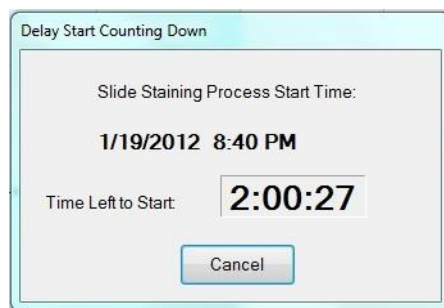 Delay Start Counting Down
Slide Staining Process Start Time:
1/19/2012 8:40 PM
Time Left to Start: 2:00:27
Cancel